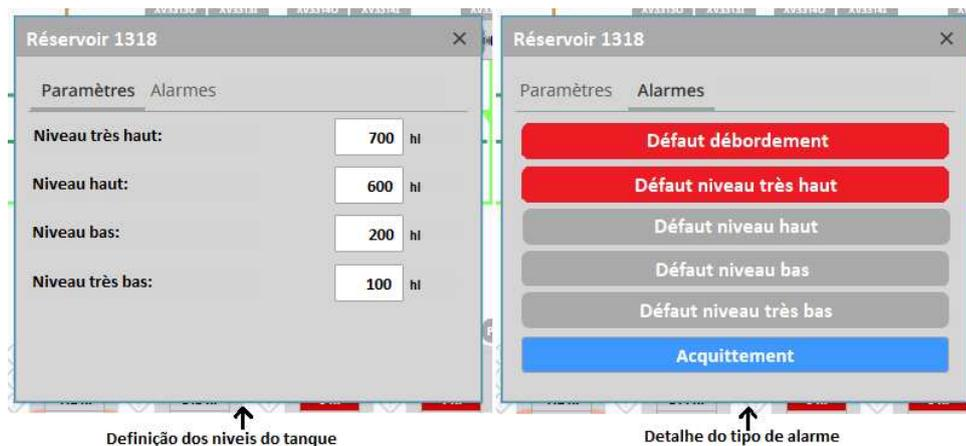 Réservoir 1318
Paramètres Alarmes
Niveau très haut: 700 hl
Niveau haut: 600 hl
Niveau bas: 200 hl
Niveau très bas: 100 hl
Definição dos niveis do tanque
Réservoir 1318
Paramètres Alarmes
Défaut débordement
Défaut niveau très haut
Défaut niveau haut
Défaut niveau bas
Défaut niveau très bas
Acquittement
Detalhe do tipo de alarme